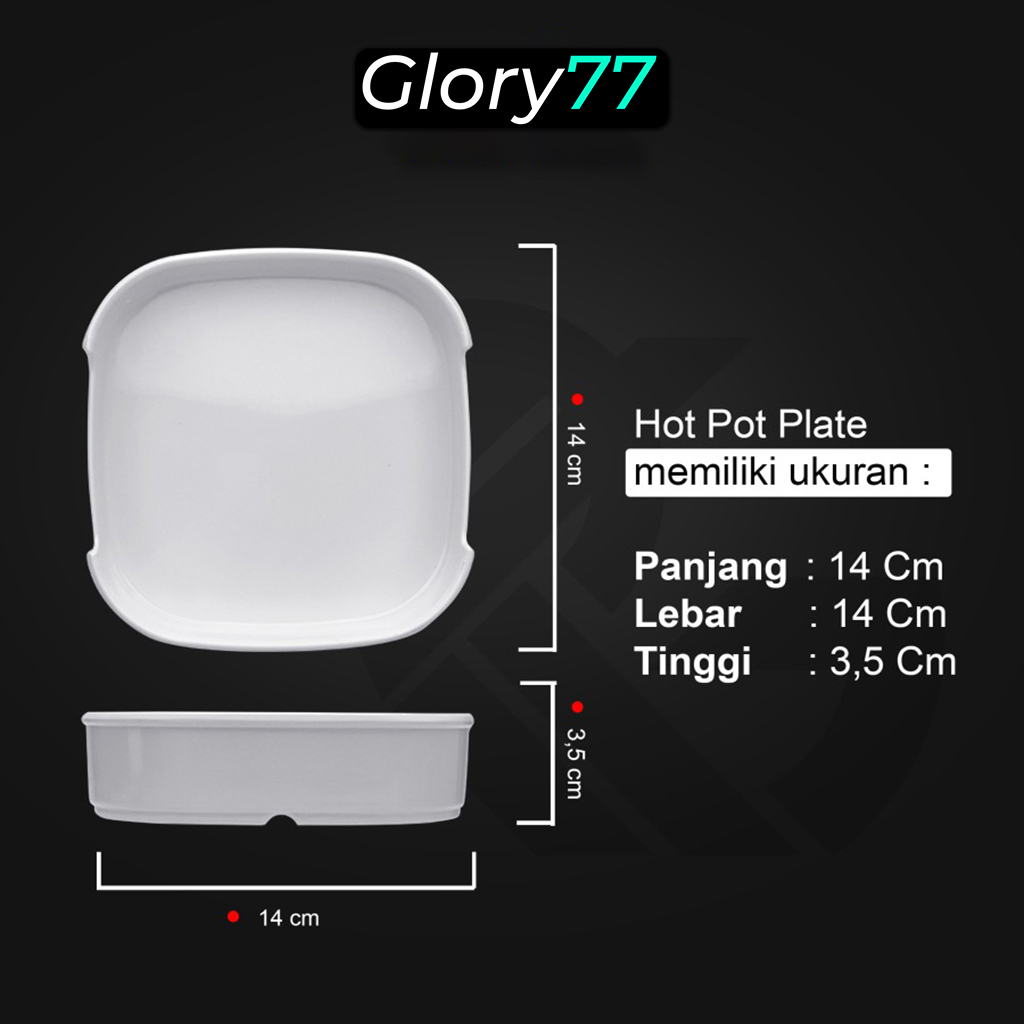 Glory77
14 cm
Hot Pot Plate
memiliki ukuran :
Panjang : 14 Cm
Lebar : 14 Cm
Tinggi : 3,5 Cm
3,5 cm
14 cm